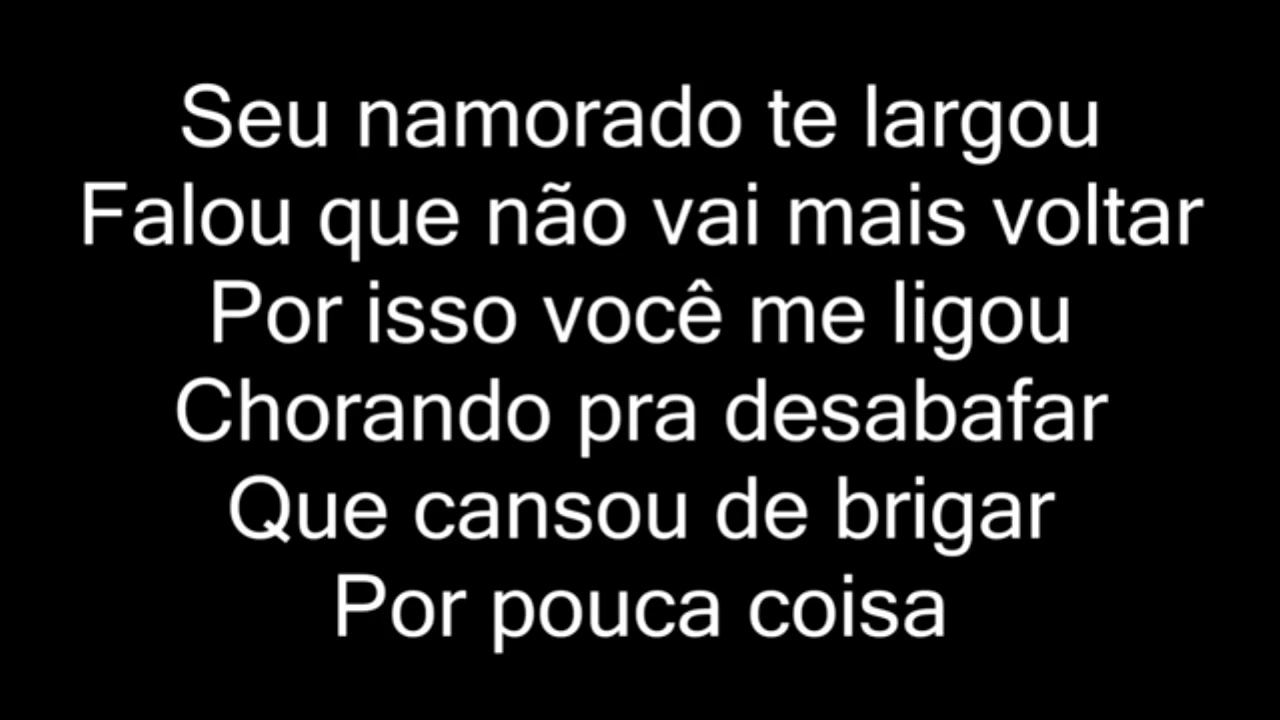 Seu namorado te largou
Falou que não vai mais voltar
Por isso você me ligou
Chorando pra desabafar
Que cansou de brigar
Por pouca coisa